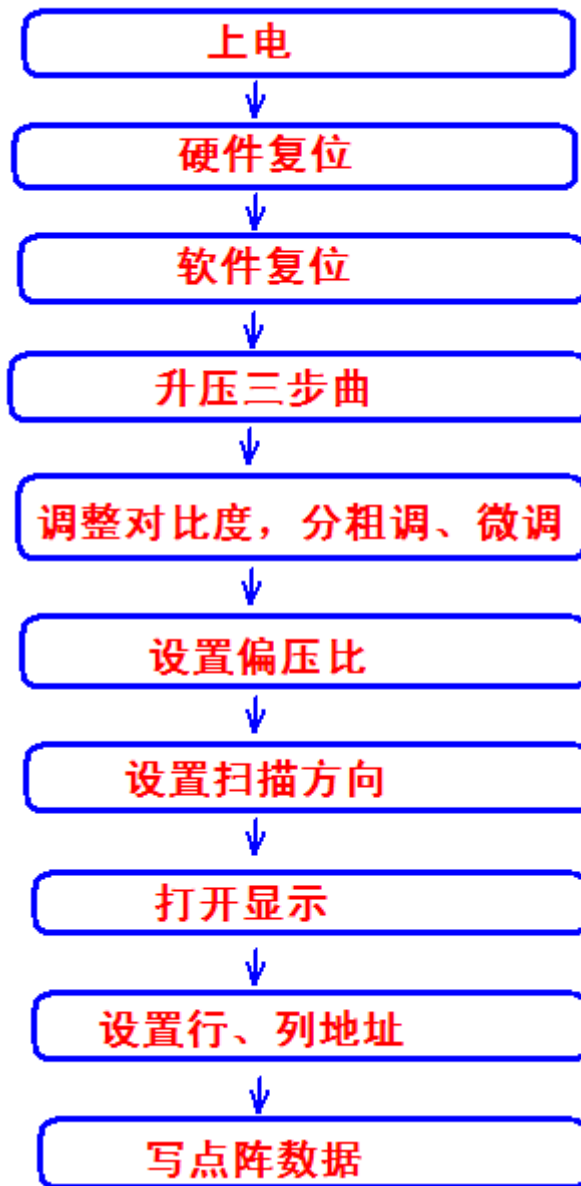 上电
硬件复位
软件复位
升压三步曲
调整对比度，分粗调、微调
设置偏压比
设置扫描方向
打开显示
设置行、列地址
写点阵数据